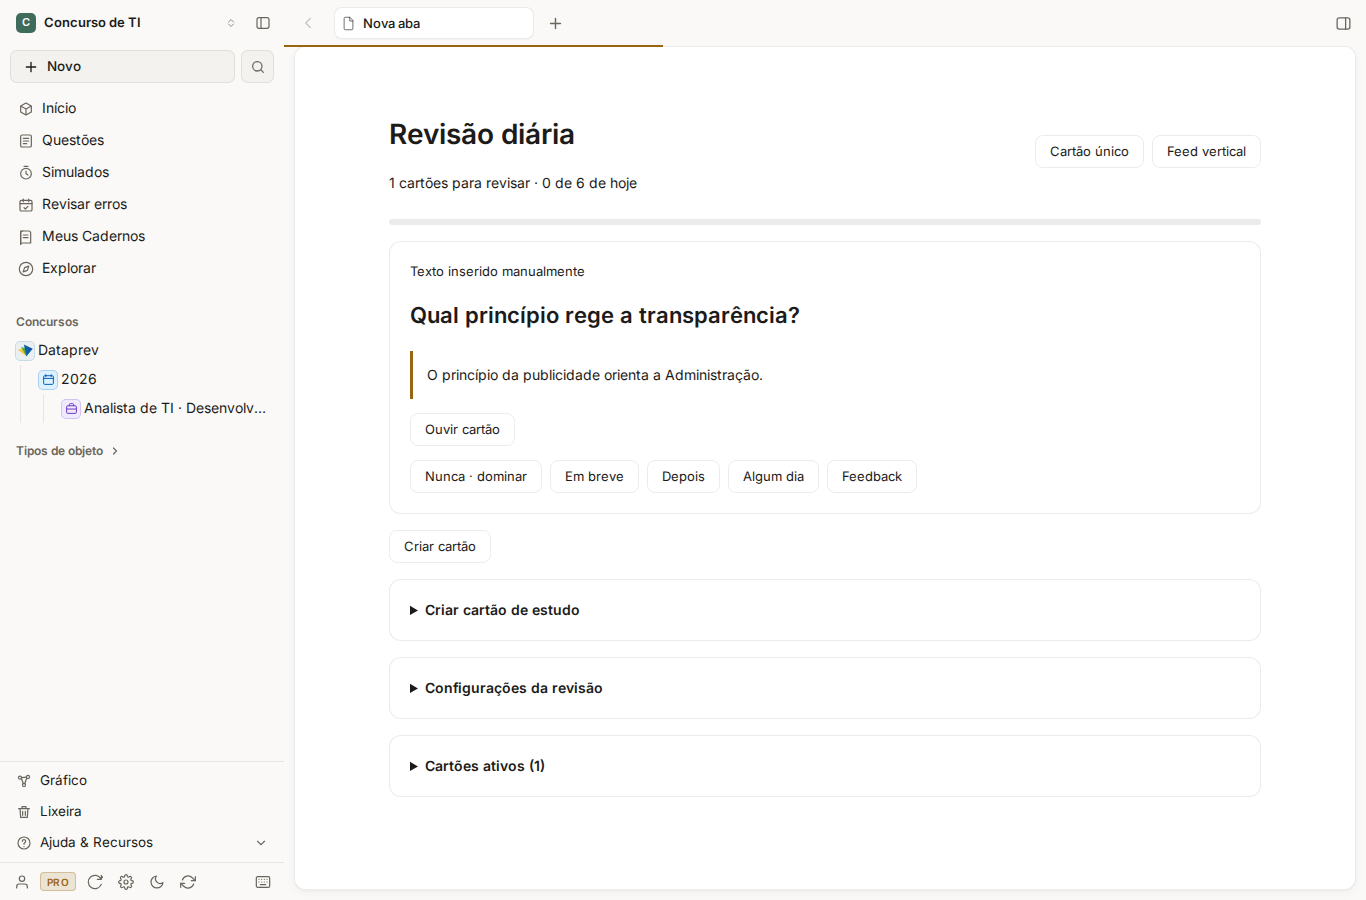 C Concurso de TI
Nova aba
Novo
Início
Questões
Simulados
Revisar erros
Meus Cadernos
Explorar
Concursos
Dataprev
2026
Analista de TI · Desenvolv...
Tipos de objeto
Gráfico
Lixeira
Ajuda & Recursos
PRO
Revisão diária
Cartão único
Feed vertical
1 cartões para revisar · 0 de 6 de hoje
Texto inserido manualmente
Qual princípio rege a transparência?
O princípio da publicidade orienta a Administração.
Ouvir cartão
Nunca · dominar
Em breve
Depois
Algum dia
Feedback
Criar cartão
Criar cartão de estudo
Configurações da revisão
Cartões ativos (1)